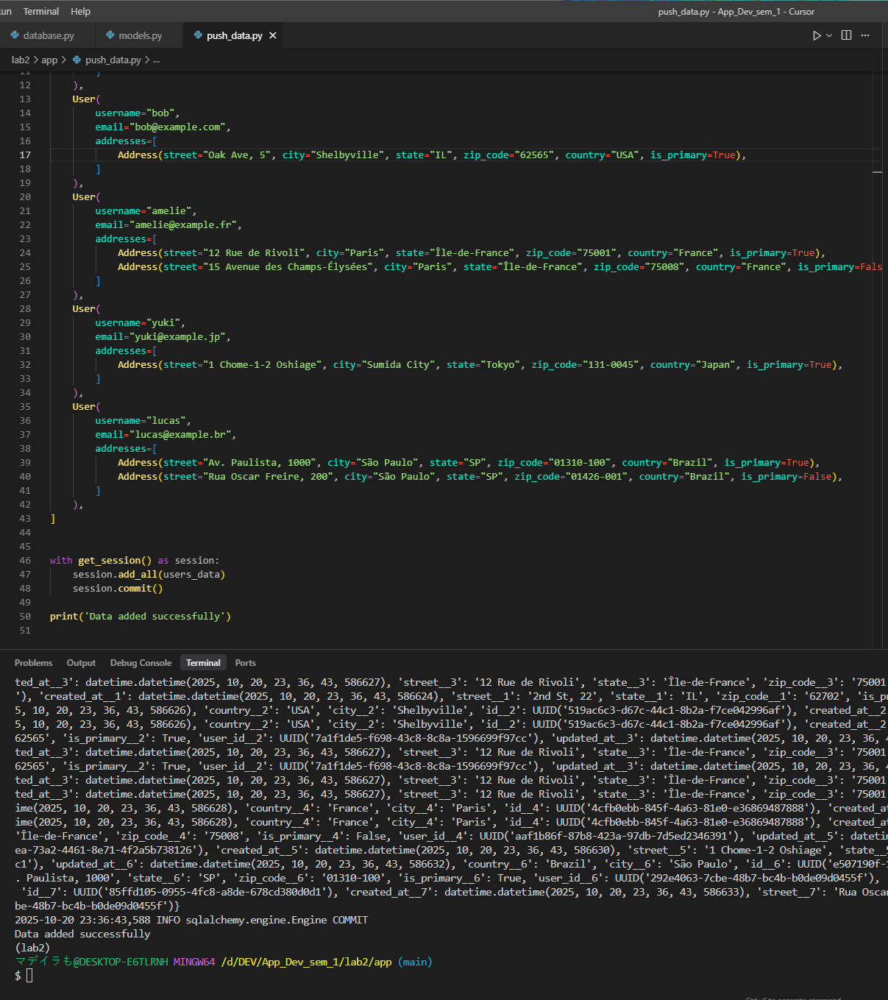 Terminal Help push_data.py - App_Dev_sem_1 - Cursor
database.py models.py push_data.py
lab2 > app > push_data.py > ...
11 ]
12 ),
13 User(
14 username="bob",
15 email="bob@example.com",
16 addresses=[
17 Address(street="Oak Ave, 5", city="Shelbyville", state="IL", zip_code="62565", country="USA", is_primary=True),
18 ]
19 ),
20 User(
21 username="amelie",
22 email="amelie@example.fr",
23 addresses=[
24 Address(street="12 Rue de Rivoli", city="Paris", state="Île-de-France", zip_code="75001", country="France", is_primary=True),
25 Address(street="15 Avenue des Champs-Élysées", city="Paris", state="Île-de-France", zip_code="75008", country="France", is_primary=Fals
26 ]
27 ),
28 User(
29 username="yuki",
30 email="yuki@example.jp",
31 addresses=[
32 Address(street="1 Chome-1-2 Oshiage", city="Sumida City", state="Tokyo", zip_code="131-0045", country="Japan", is_primary=True),
33 ]
34 ),
35 User(
36 username="lucas",
37 email="lucas@example.br",
38 addresses=[
39 Address(street="Av. Paulista, 1000", city="São Paulo", state="SP", zip_code="01310-100", country="Brazil", is_primary=True),
40 Address(street="Rua Oscar Freire, 200", city="São Paulo", state="SP", zip_code="01426-001", country="Brazil", is_primary=False),
41 ]
42 ),
43 ]
44
45
46 with get_session() as session:
47 session.add_all(users_data)
48 session.commit()
49
50 print('Data added successfully')
51
Problems Output Debug Console Terminal Ports
ted_at__3': datetime.datetime(2025, 10, 20, 23, 36, 43, 586627), 'street__3': '12 Rue de Rivoli', 'state__3': 'Île-de-France', 'zip_code__3': '75001
'), 'created_at__1': datetime.datetime(2025, 10, 20, 23, 36, 43, 586624), 'street__1': '2nd St, 22', 'state__1': 'IL', 'zip_code__1': '62702', 'is_p
5, 10, 20, 23, 36, 43, 586626), 'country__2': 'USA', 'city__2': 'Shelbyville', 'id__2': UUID('519ac6c3-d67c-44c1-8b2a-f7ce042996af'), 'created_at__2
5, 10, 20, 23, 36, 43, 586626), 'country__2': 'USA', 'city__2': 'Shelbyville', 'id__2': UUID('519ac6c3-d67c-44c1-8b2a-f7ce042996af'), 'created_at__2
62565', 'is_primary__2': True, 'user_id__2': UUID('7a1f1de5-f698-43c8-8c8a-1596699f97cc'), 'updated_at__3': datetime.datetime(2025, 10, 20, 23, 36, 4
ted_at__3': datetime.datetime(2025, 10, 20, 23, 36, 43, 586627), 'street__3': '12 Rue de Rivoli', 'state__3': 'Île-de-France', 'zip_code__3': '75001
62565', 'is_primary__2': True, 'user_id__2': UUID('7a1f1de5-f698-43c8-8c8a-1596699f97cc'), 'updated_at__3': datetime.datetime(2025, 10, 20, 23, 36, 4
ted_at__3': datetime.datetime(2025, 10, 20, 23, 36, 43, 586627), 'street__3': '12 Rue de Rivoli', 'state__3': 'Île-de-France', 'zip_code__3': '75001
ted_at__3': datetime.datetime(2025, 10, 20, 23, 36, 43, 586627), 'street__3': '12 Rue de Rivoli', 'state__3': 'Île-de-France', 'zip_code__3': '75001
ime(2025, 10, 20, 23, 36, 43, 586628), 'country__4': 'France', 'city__4': 'Paris', 'id__4': UUID('4cfb0ebb-845f-4a63-81e0-e36869487888'), 'created_a
ime(2025, 10, 20, 23, 36, 43, 586628), 'country__4': 'France', 'city__4': 'Paris', 'id__4': UUID('4cfb0ebb-845f-4a63-81e0-e36869487888'), 'created_a
'Île-de-France', 'zip_code__4': '75008', 'is_primary__4': False, 'user_id__4': UUID('aaf1b86f-87b8-423a-97db-7d5ed2346391'), 'updated_at__5': dateti
ea-73a2-4461-8e71-4f2a5b738126'), 'created_at__5': datetime.datetime(2025, 10, 20, 23, 36, 43, 586630), 'street__5': '1 Chome-1-2 Oshiage', 'state__5
c1'), 'updated_at__6': datetime.datetime(2025, 10, 20, 23, 36, 43, 586632), 'country__6': 'Brazil', 'city__6': 'São Paulo', 'id__6': UUID('e507190f-
. Paulista, 1000', 'state__6': 'SP', 'zip_code__6': '01310-100', 'is_primary__6': True, 'user_id__6': UUID('292e4063-7cbe-48b7-bc4b-b0de09d0455f'),
'id__7': UUID('85ffd105-0955-4fc8-a8de-678cd380d0d1'), 'created_at__7': datetime.datetime(2025, 10, 20, 23, 36, 43, 586633), 'street__7': 'Rua Oscar
be-48b7-bc4b-b0de09d0455f')}
2025-10-20 23:36:43,588 INFO sqlalchemy.engine.Engine COMMIT
Data added successfully
(lab2)
マデイラも@DESKTOP-E6TLRNH MINGW64 /d/DEV/App_Dev_sem_1/lab2/app (main)
$